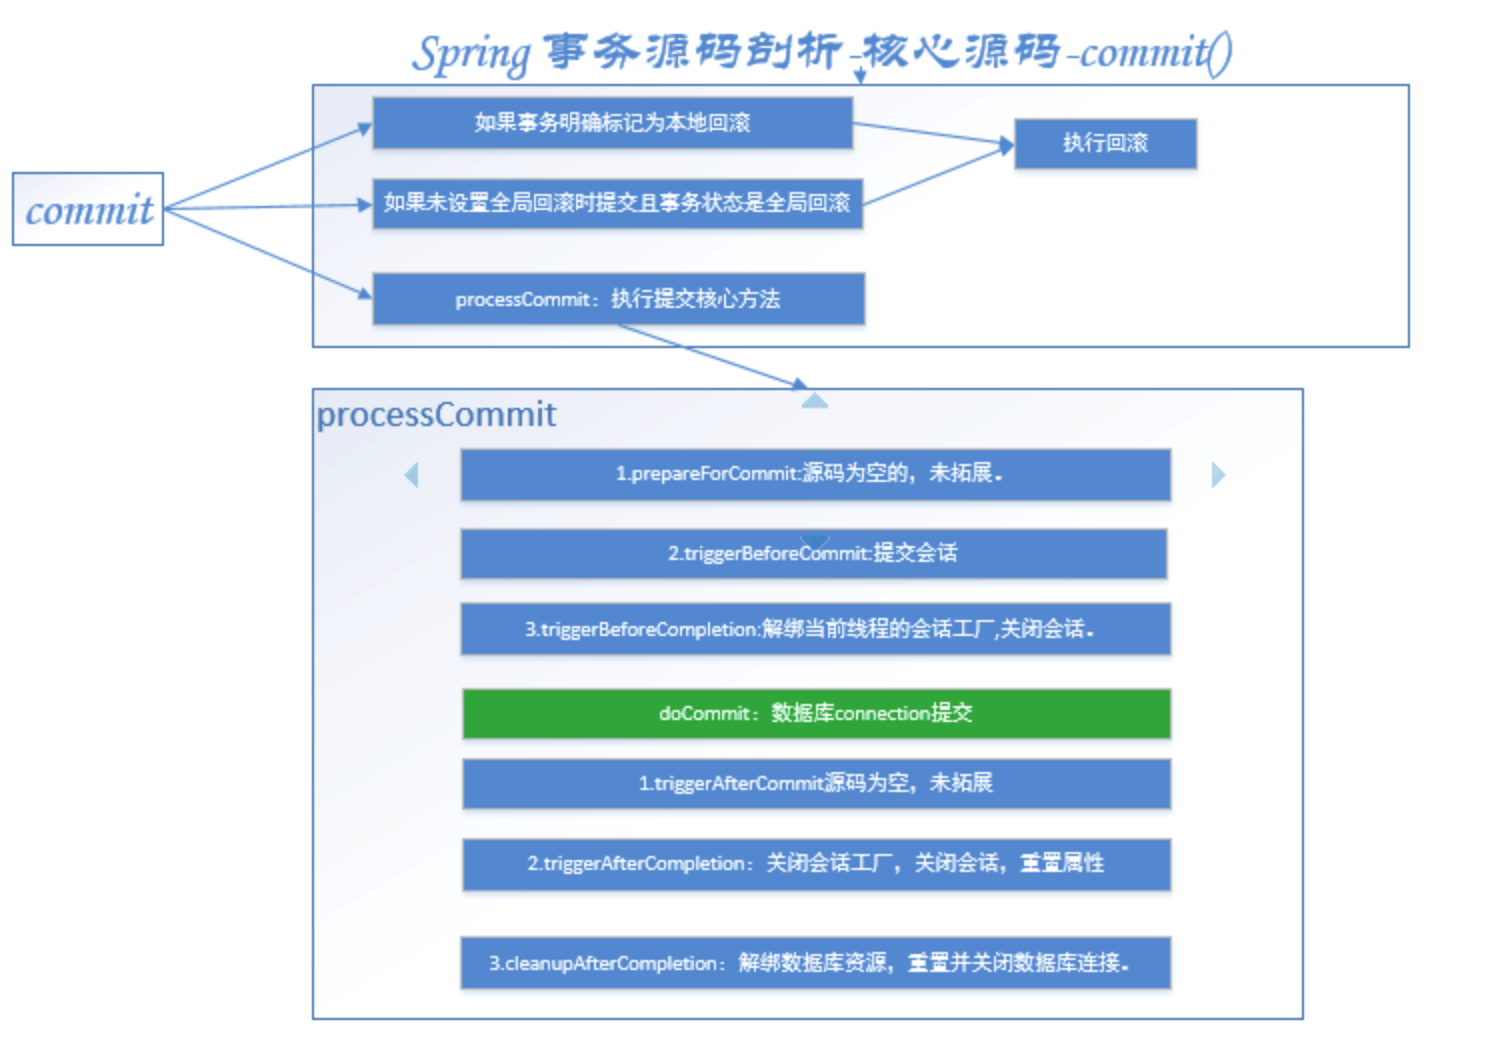 Spring 事务源码剖析-核心源码-commit()
如果事务明确标记为本地回滚
执行回滚
commit
如果未设置全局回滚时提交且事务状态是全局回滚
processCommit：执行提交核心方法
processCommit
1.prepareForCommit:源码为空的，未拓展。
2.triggerBeforeCommit:提交会话
3.triggerBeforeCompletion:解绑当前线程的会话工厂,关闭会话。
doCommit：数据库connection提交
1.triggerAfterCommit源码为空，未拓展
2.triggerAfterCompletion：关闭会话工厂，关闭会话，重置属性
3.cleanupAfterCompletion：解绑数据库资源，重置并关闭数据库连接。